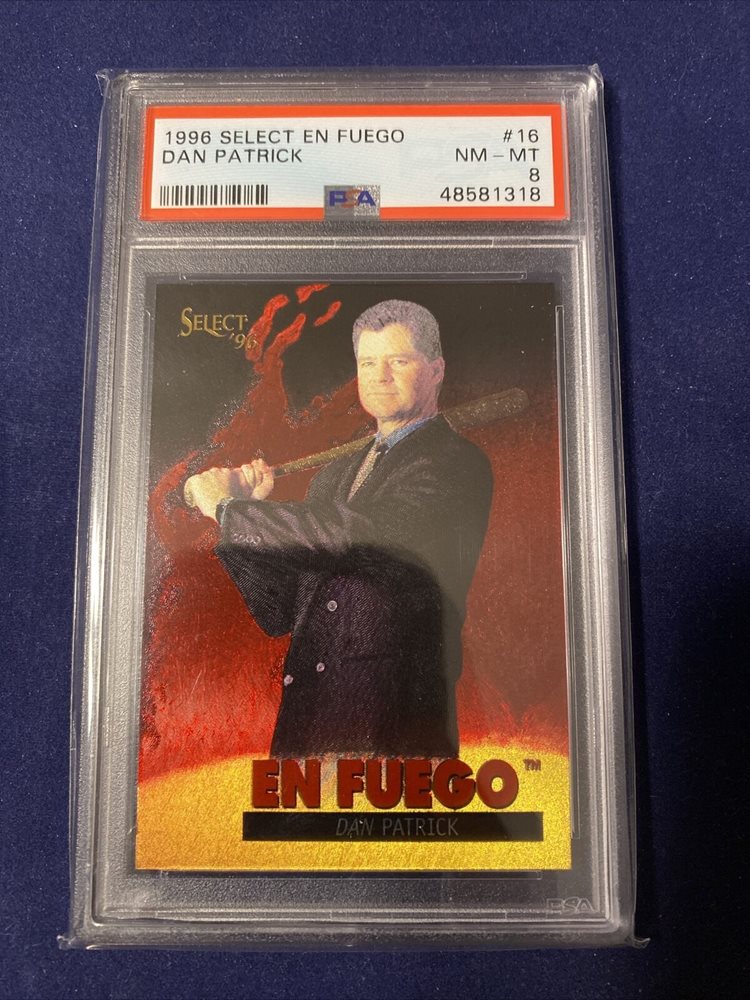 1996 SELECT EN FUEGO #16
DAN PATRICK NM - MT
8
PSA 48581318
SELECT
'96
EN FUEGO™
DAN PATRICK
PSA